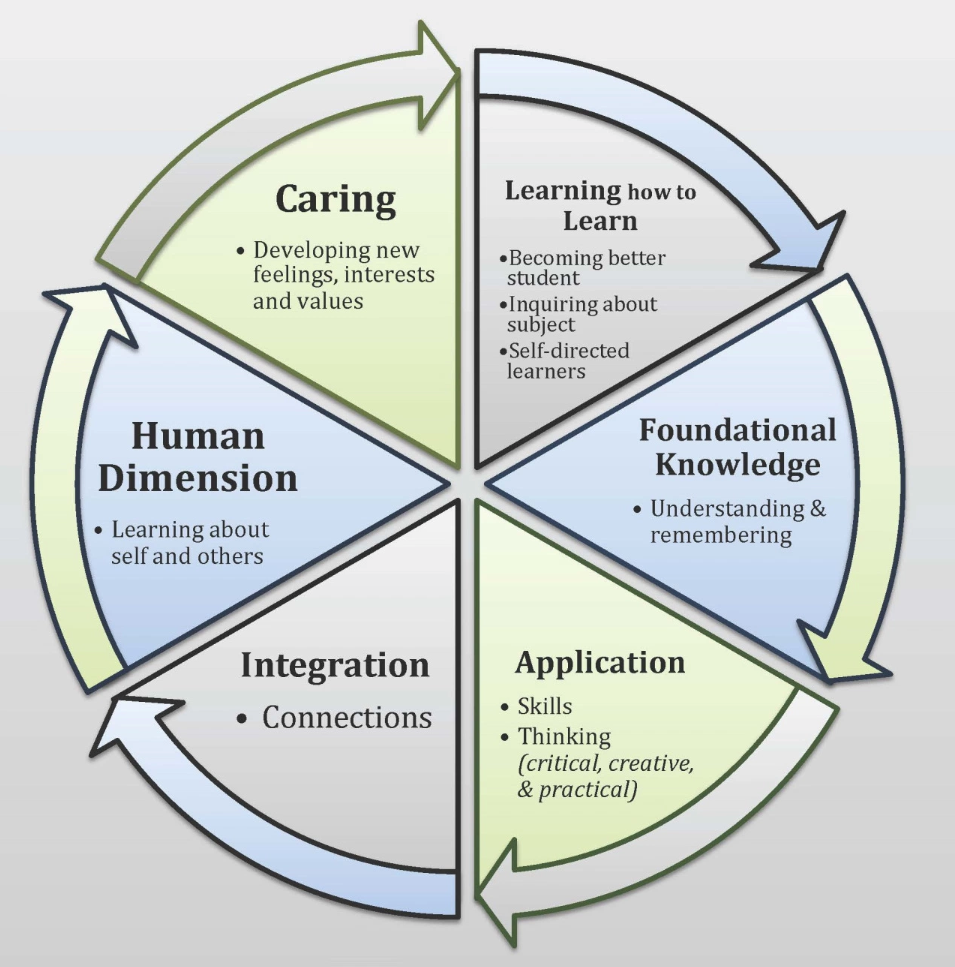 Caring
• Developing new
feelings, interests
and values
Learning how to
Learn
•Becoming better
student
•Inquiring about
subject
•Self-directed
learners
Foundational
Knowledge
• Understanding &
remembering
Application
• Skills
• Thinking
(critical, creative,
& practical)
Integration
• Connections
Human
Dimension
• Learning about
self and others